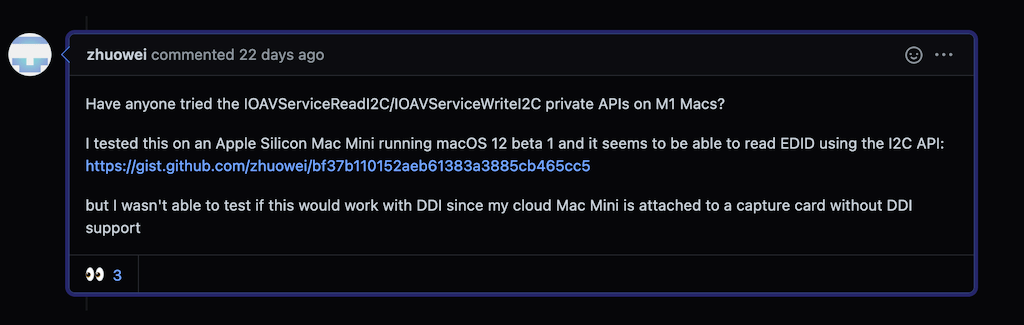 zhuowei commented 22 days ago
Have anyone tried the IOAVServiceReadI2C/IOAVServiceWriteI2C private APIs on M1 Macs?
I tested this on an Apple Silicon Mac Mini running macOS 12 beta 1 and it seems to be able to read EDID using the I2C API:
https://gist.github.com/zhuowei/bf37b110152aeb61383a3885cb465cc5
but I wasn't able to test if this would work with DDI since my cloud Mac Mini is attached to a capture card without DDI
support
👀 3